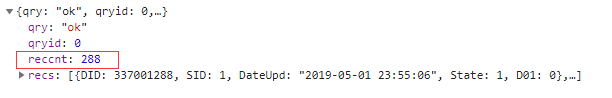 ▼{qry: "ok", qryid: 0,…}
qry: "ok"
qryid: 0
reccnt: 288
▶recs: [{DID: 337001288, SID: 1, DateUpd: "2019-05-01 23:55:06", State: 1, D01: 0},…]